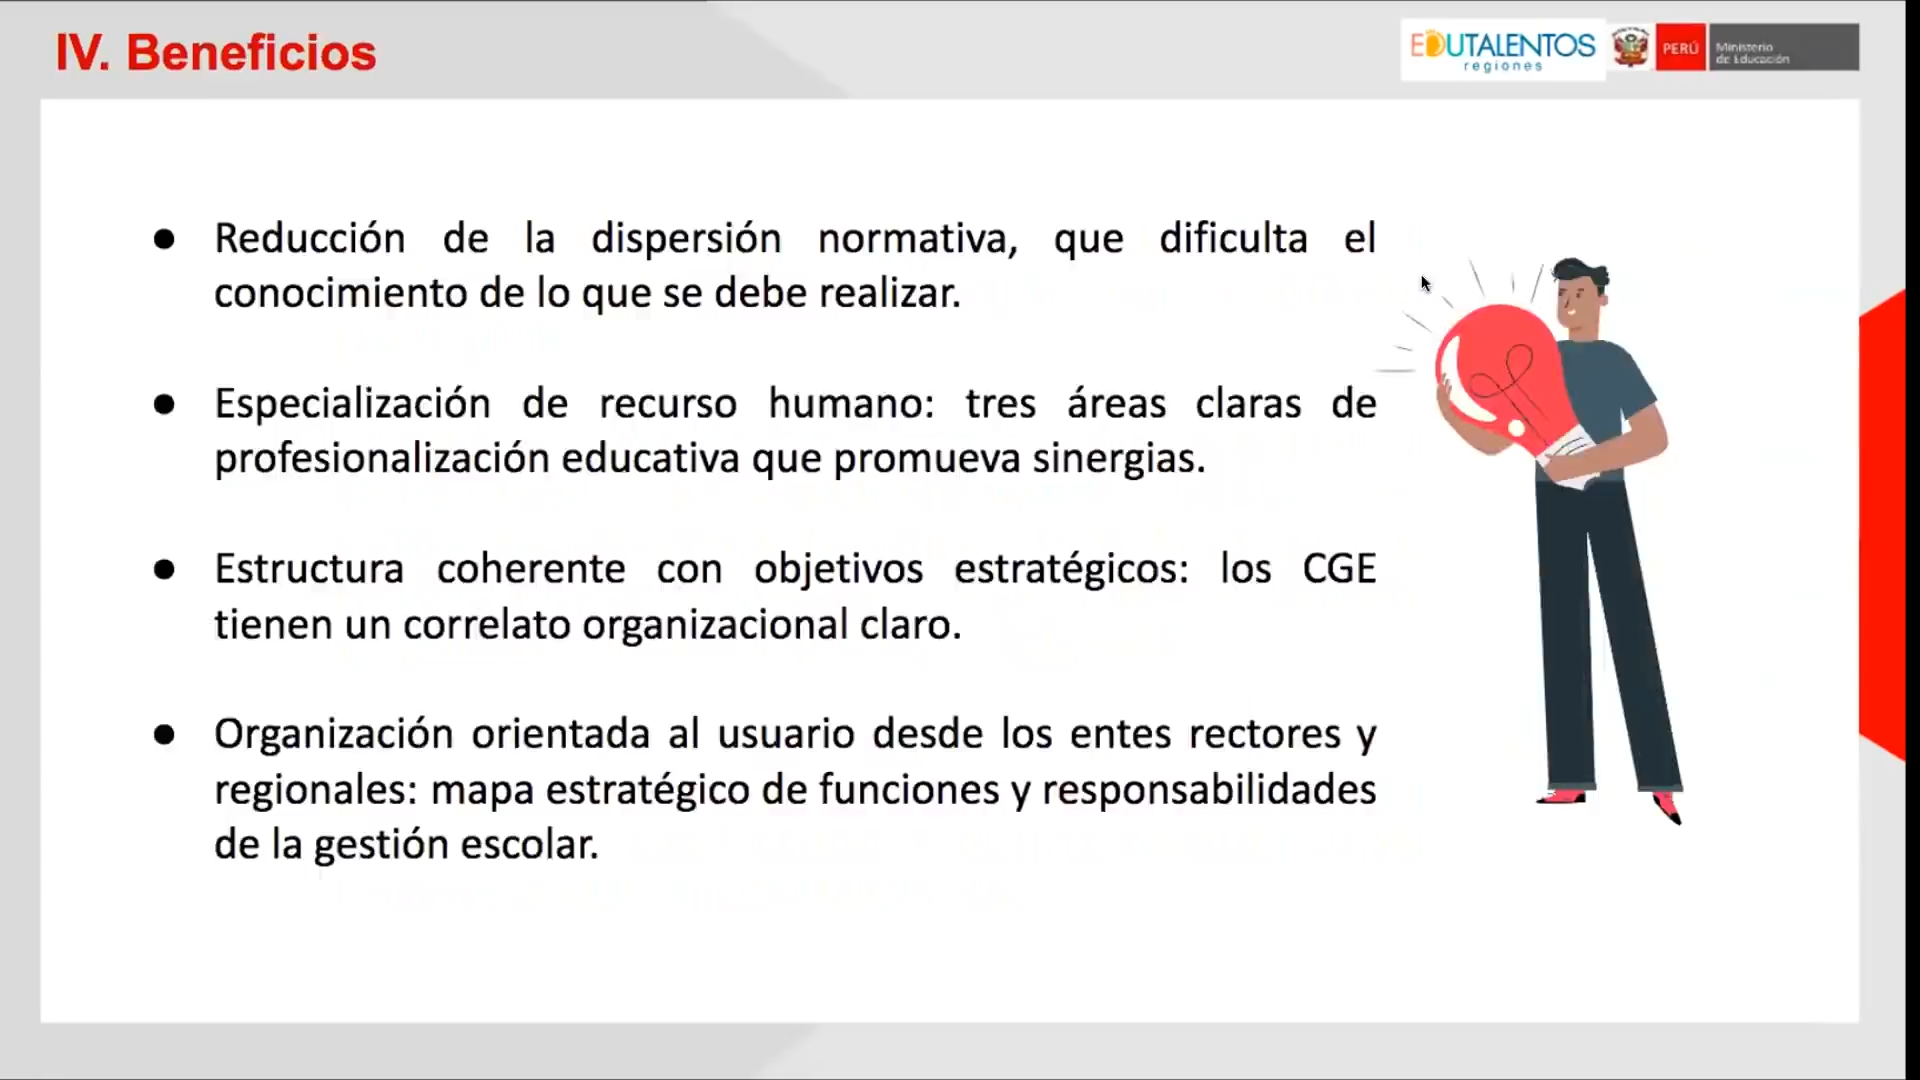 IV. Beneficios
EDUTALENTOS
regiones
PERÚ
Ministerio
de Educación
● Reducción de la dispersión normativa, que dificulta el
conocimiento de lo que se debe realizar.
● Especialización de recurso humano: tres áreas claras de
profesionalización educativa que promueva sinergias.
● Estructura coherente con objetivos estratégicos: los CGE
tienen un correlato organizacional claro.
● Organización orientada al usuario desde los entes rectores y
regionales: mapa estratégico de funciones y responsabilidades
de la gestión escolar.